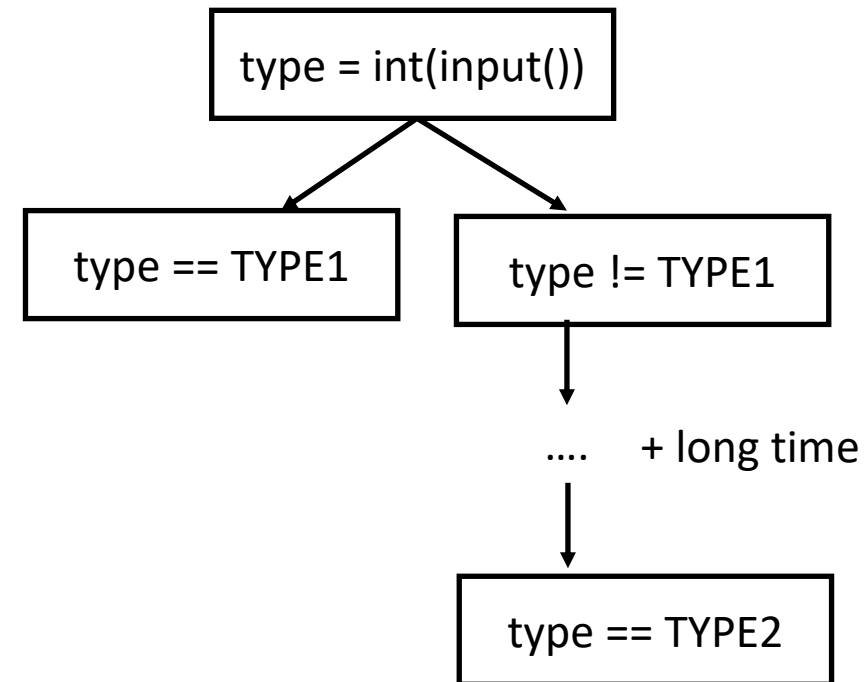 type = int(input())
type == TYPE1
type != TYPE1
.... + long time
type == TYPE2